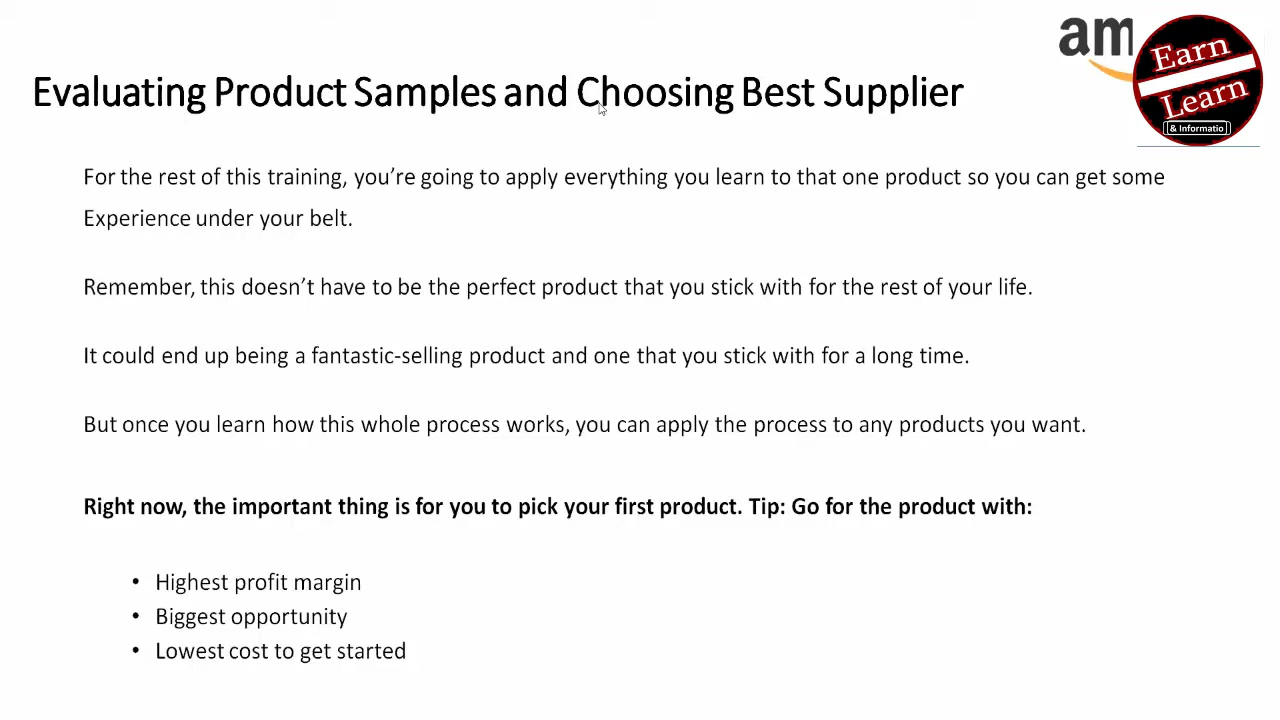 am
Earn
Learn
& Informatio
Evaluating Product Samples and Choosing Best Supplier
For the rest of this training, you’re going to apply everything you learn to that one product so you can get some
Experience under your belt.
Remember, this doesn’t have to be the perfect product that you stick with for the rest of your life.
It could end up being a fantastic-selling product and one that you stick with for a long time.
But once you learn how this whole process works, you can apply the process to any products you want.
Right now, the important thing is for you to pick your first product. Tip: Go for the product with:
• Highest profit margin
• Biggest opportunity
• Lowest cost to get started